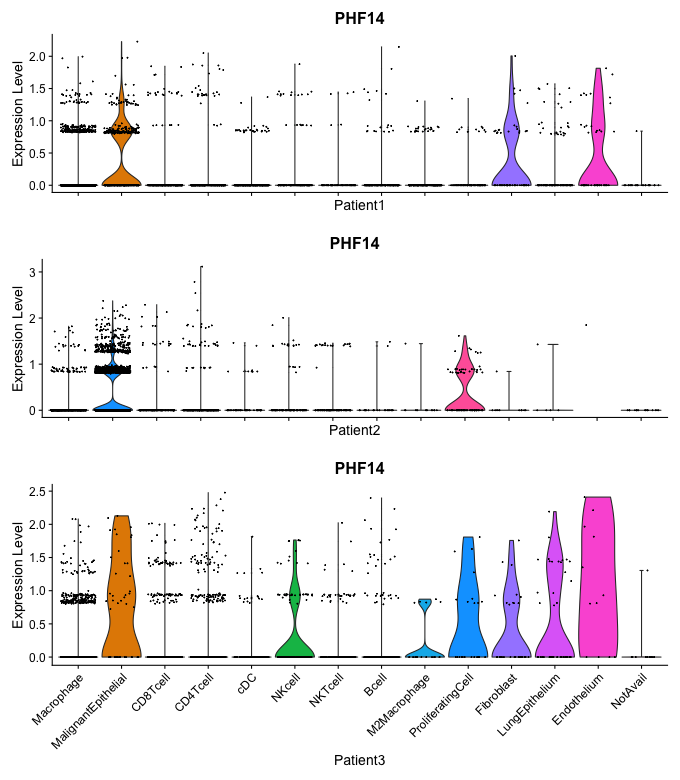 PHF14
Expression Level
2.0
1.5
1.0
0.5
0.0
Patient1
PHF14
Expression Level
3
2
1
0
Patient2
PHF14
Expression Level
2.5
2.0
1.5
1.0
0.5
0.0
Macrophage
MalignantEpithelial
CD8Tcell
CD4Tcell
cDC
NKcell
NKTcell
Bcell
M2Macrophage
ProliferatingCell
Fibroblast
LungEpithelium
Endothelium
NotAvail
Patient3